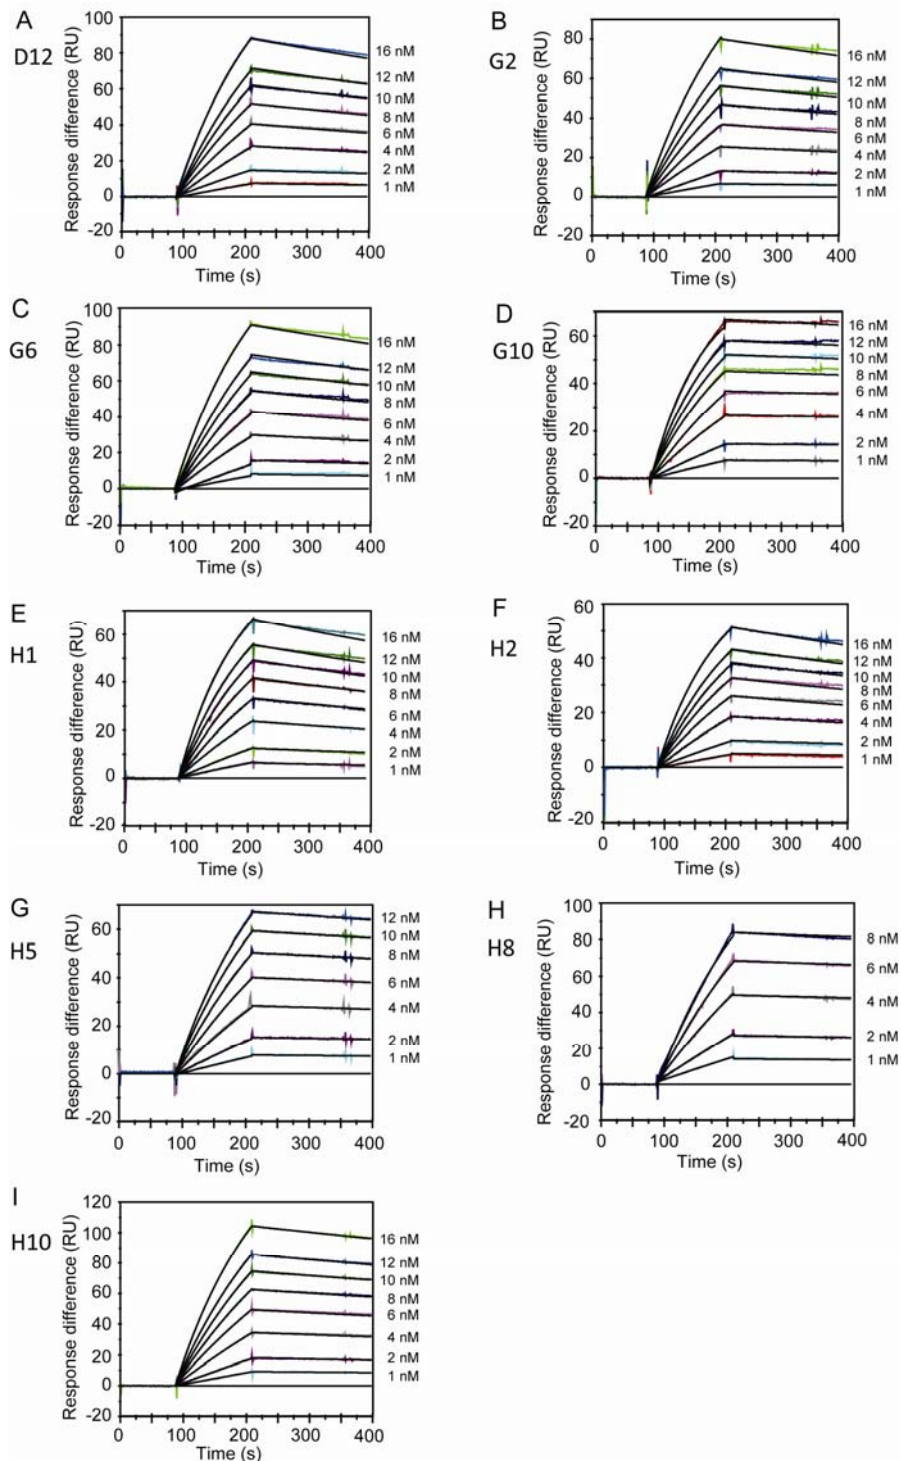 A
D12
Response difference (RU)
100
80
60
40
20
0
-20
16 nM
12 nM
10 nM
8 nM
6 nM
4 nM
2 nM
1 nM
0 100 200 300 400
Time (s)
B
G2
Response difference (RU)
80
60
40
20
0
-20
16 nM
12 nM
10 nM
8 nM
6 nM
4 nM
2 nM
1 nM
0 100 200 300 400
Time (s)
C
G6
Response difference (RU)
100
80
60
40
20
0
-20
16 nM
12 nM
10 nM
8 nM
6 nM
4 nM
2 nM
1 nM
0 100 200 300 400
Time (s)
D
G10
Response difference (RU)
60
40
20
0
-20
16 nM
12 nM
10 nM
8 nM
6 nM
4 nM
2 nM
1 nM
0 100 200 300 400
Time (s)
E
H1
Response difference (RU)
60
40
20
0
-20
16 nM
12 nM
10 nM
8 nM
6 nM
4 nM
2 nM
1 nM
0 100 200 300 400
Time (s)
F
H2
Response difference (RU)
60
40
20
0
-20
16 nM
12 nM
10 nM
8 nM
6 nM
4 nM
2 nM
1 nM
0 100 200 300 400
Time (s)
G
H5
Response difference (RU)
60
40
20
0
-20
12 nM
10 nM
8 nM
6 nM
4 nM
2 nM
1 nM
0 100 200 300 400
Time (s)
H
H8
Response difference (RU)
100
80
60
40
20
0
-20
8 nM
6 nM
4 nM
2 nM
1 nM
0 100 200 300 400
Time (s)
I
H10
Response difference (RU)
120
100
80
60
40
20
0
-20
16 nM
12 nM
10 nM
8 nM
6 nM
4 nM
2 nM
1 nM
0 100 200 300 400
Time (s)